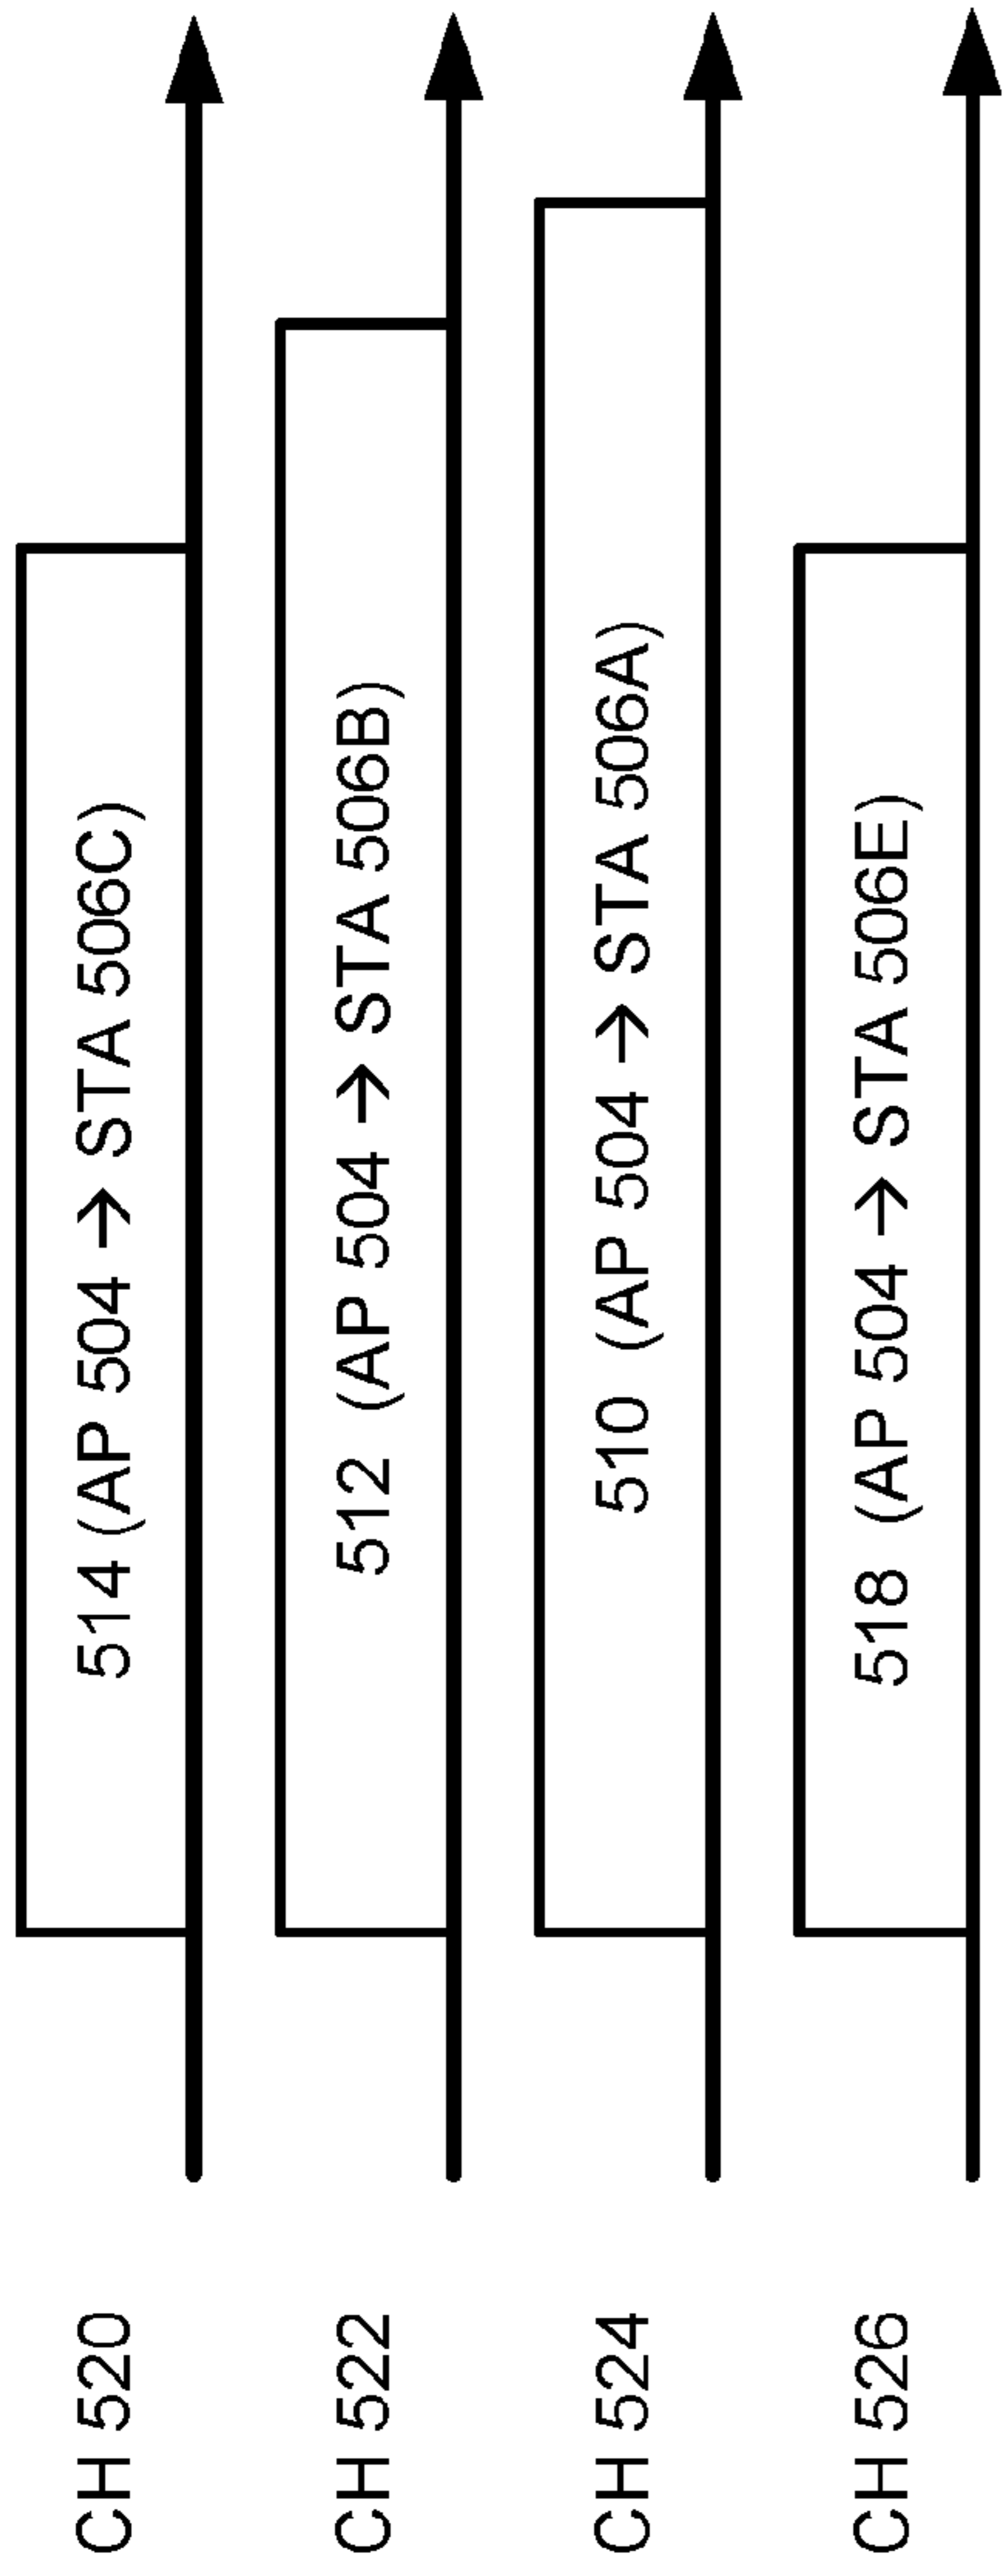 CH 520
514 (AP 504 → STA 506C)
CH 522
512 (AP 504 → STA 506B)
CH 524
510 (AP 504 → STA 506A)
CH 526
518 (AP 504 → STA 506E)